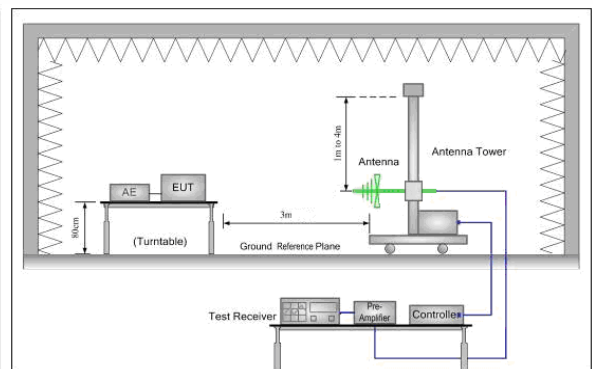 1m to 4m
Antenna
Antenna Tower
AE
EUT
80cm
(Turntable)
3m
Ground Reference Plane
Test Receiver
Pre-
Amplifier
Controller